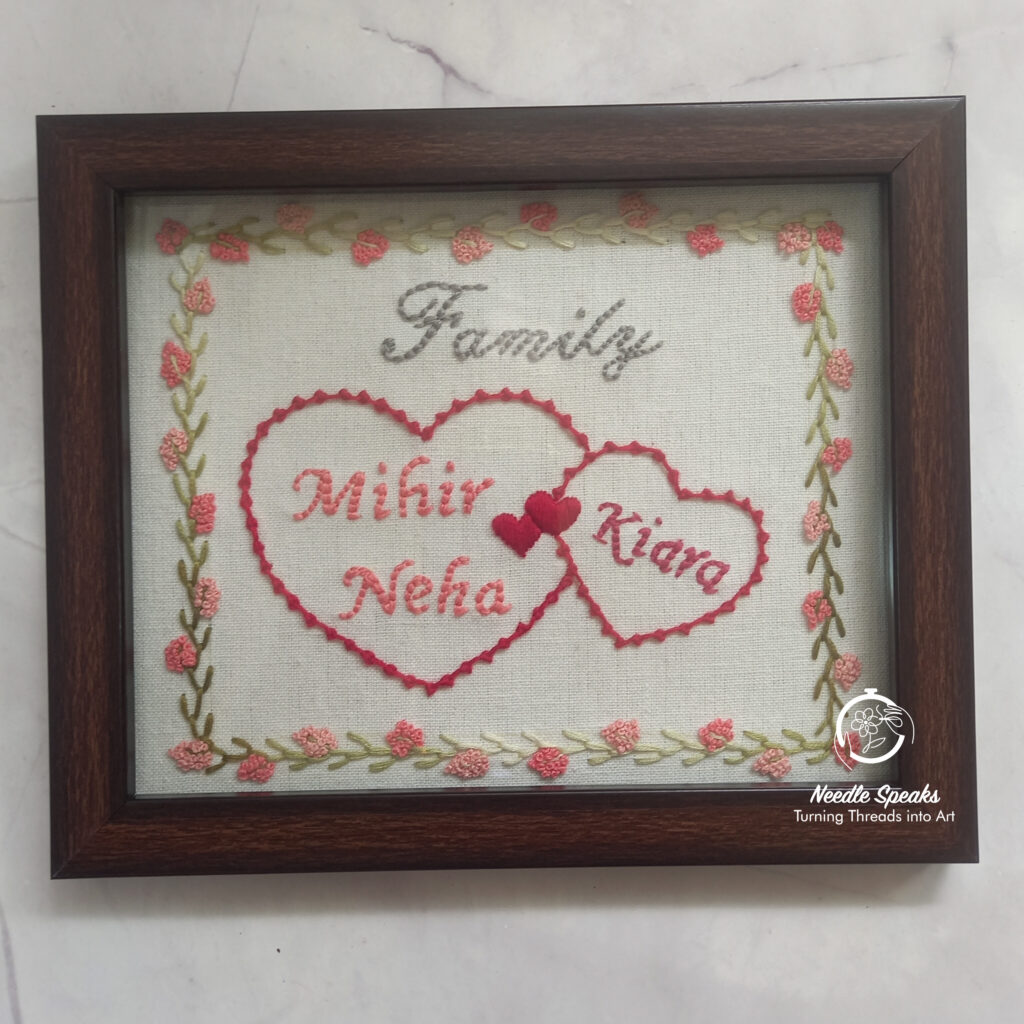 Family
Mihir
Neha
Kiara
Needle Speaks
Turning Threads into Art